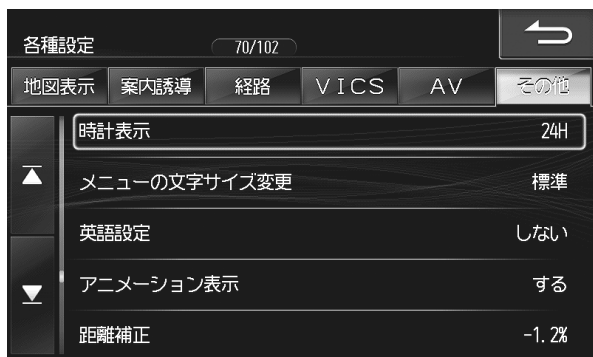 各種設定 70/102
地図表示 案内誘導 経路 VICS AV その他
時計表示 24H
メニューの文字サイズ変更 標準
英語設定 しない
アニメーション表示 する
距離補正 -1.2%